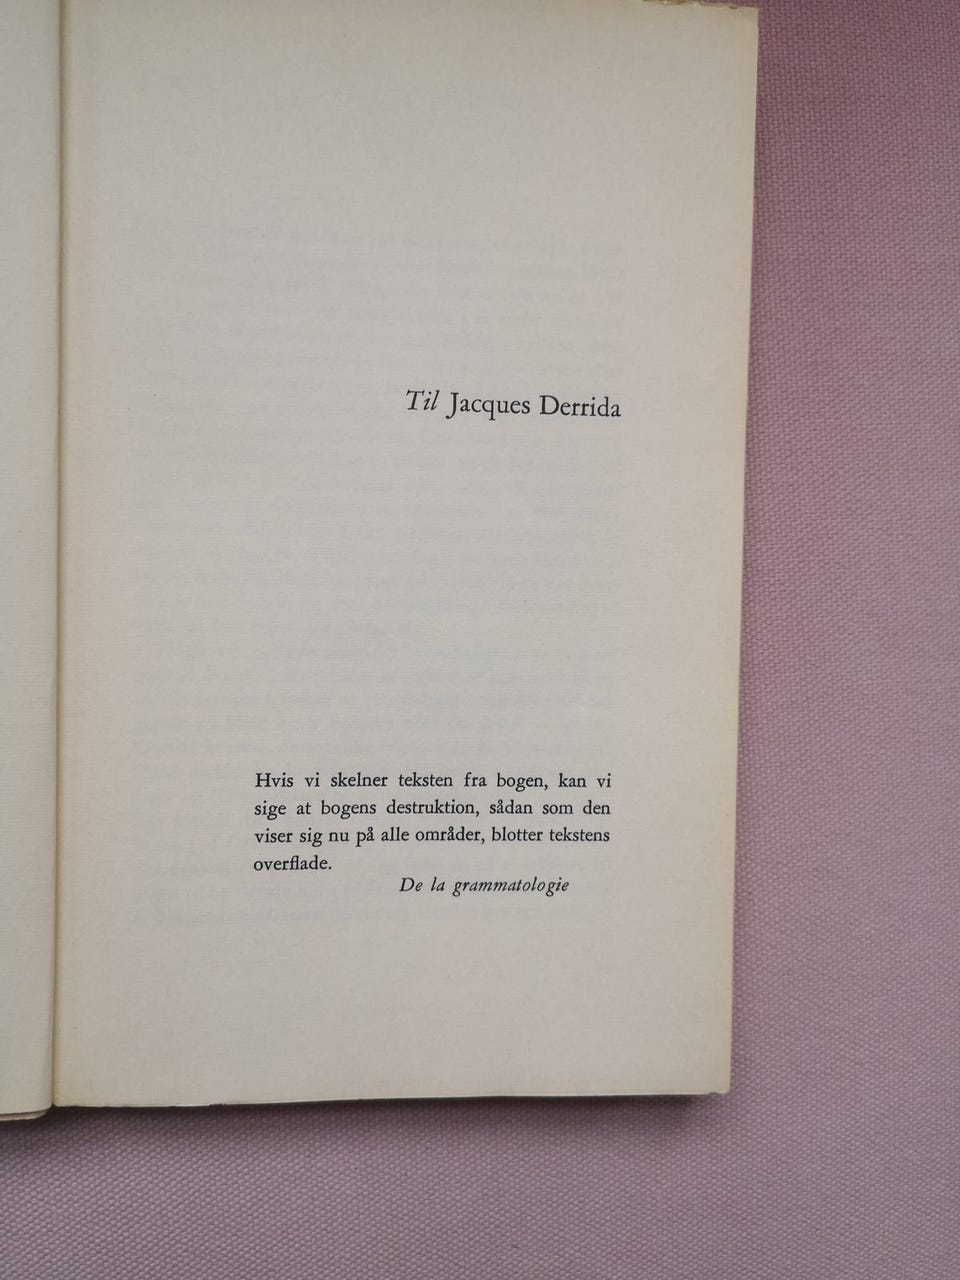 Til Jacques Derrida
Hvis vi skelner teksten fra bogen, kan vi
sige at bogens destruktion, sådan som den
viser sig nu på alle områder, blotter tekstens
overflade.
De la grammatologie